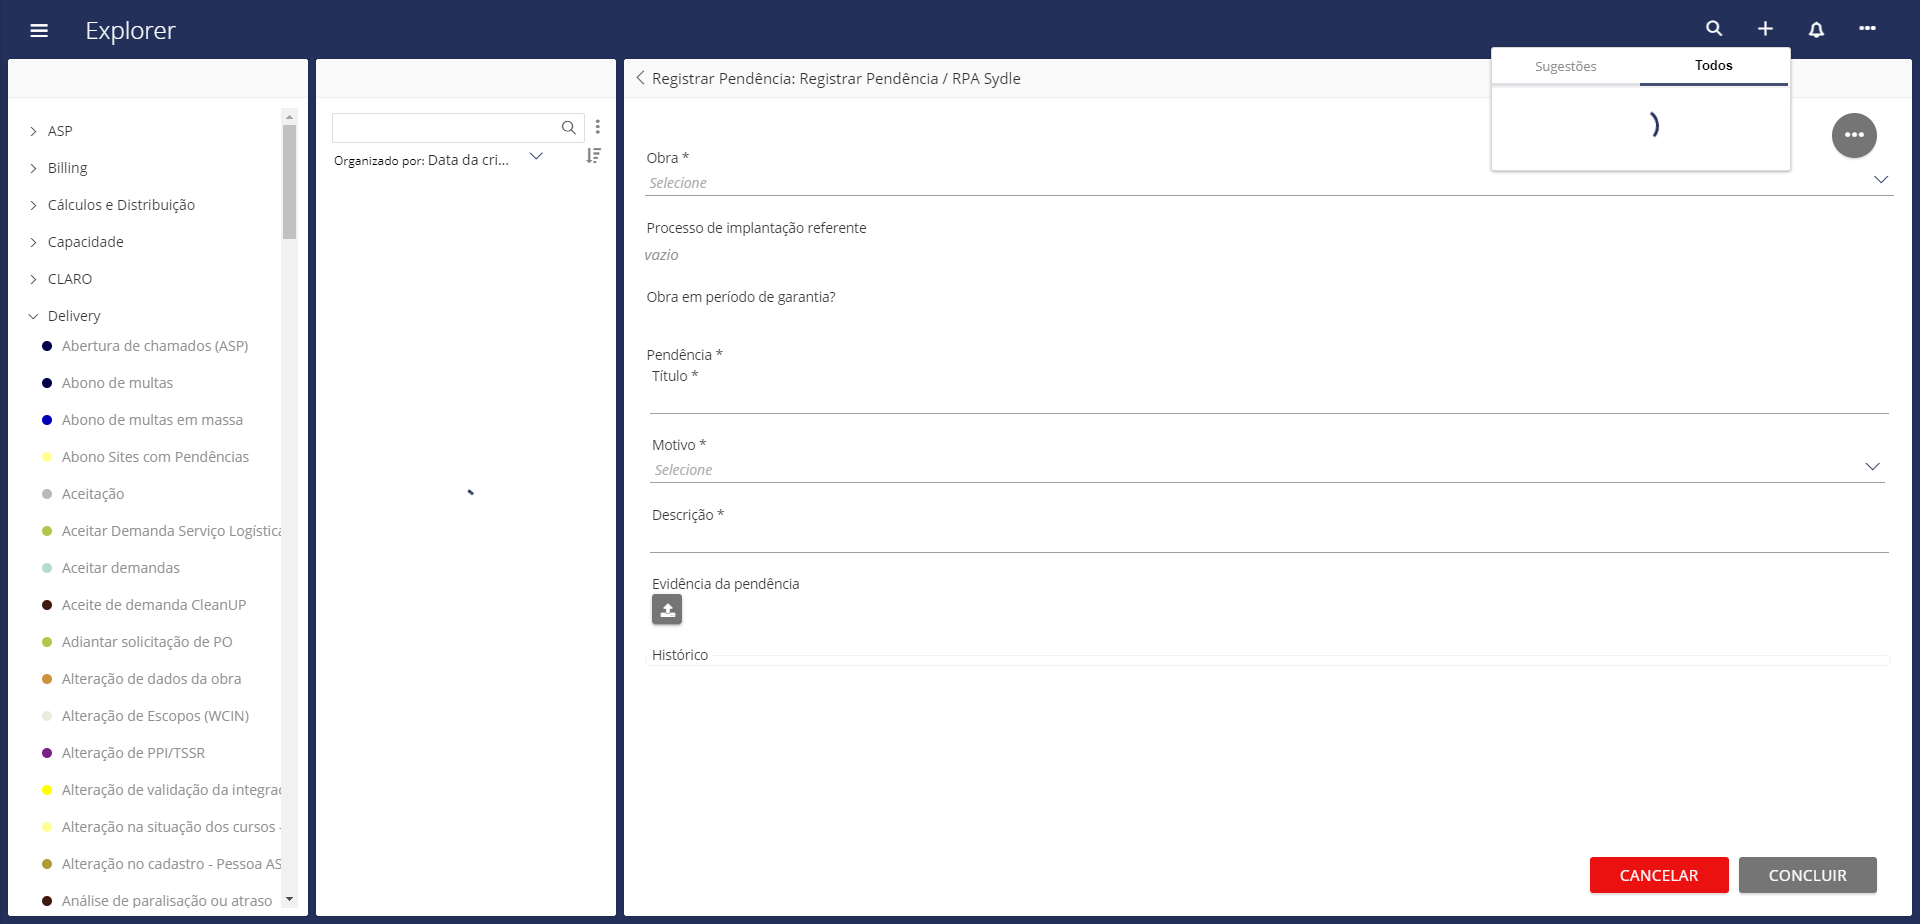 Explorer
ASP
Billing
Cálculos e Distribuição
Capacidade
CLARO
Delivery
Abertura de chamados (ASP)
Abono de multas
Abono de multas em massa
Abono Sites com Pendências
Aceitação
Aceitar Demanda Serviço Logística
Aceitar demandas
Aceite de demanda CleanUP
Adiantar solicitação de PO
Alteração de dados da obra
Alteração de Escopos (WCIN)
Alteração de PPI/TSSR
Alteração de validação da integrac
Alteração na situação dos cursos -
Alteração no cadastro - Pessoa AS
Análise de paralisação ou atraso
Organizado por: Data da cri...
Registrar Pendência: Registrar Pendência / RPA Sydle
Sugestões
Todos
Obra *
Selecione
Processo de implantação referente
vazio
Obra em período de garantia?
Pendência *
Título *
Motivo *
Selecione
Descrição *
Evidência da pendência
Histórico
CANCELAR
CONCLUIR